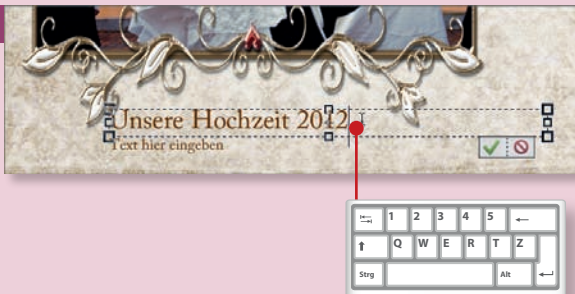 Unsere Hochzeit 2012
Text hier eingeben
1 2 3 4 5
Q W E R T Z
Strg Alt